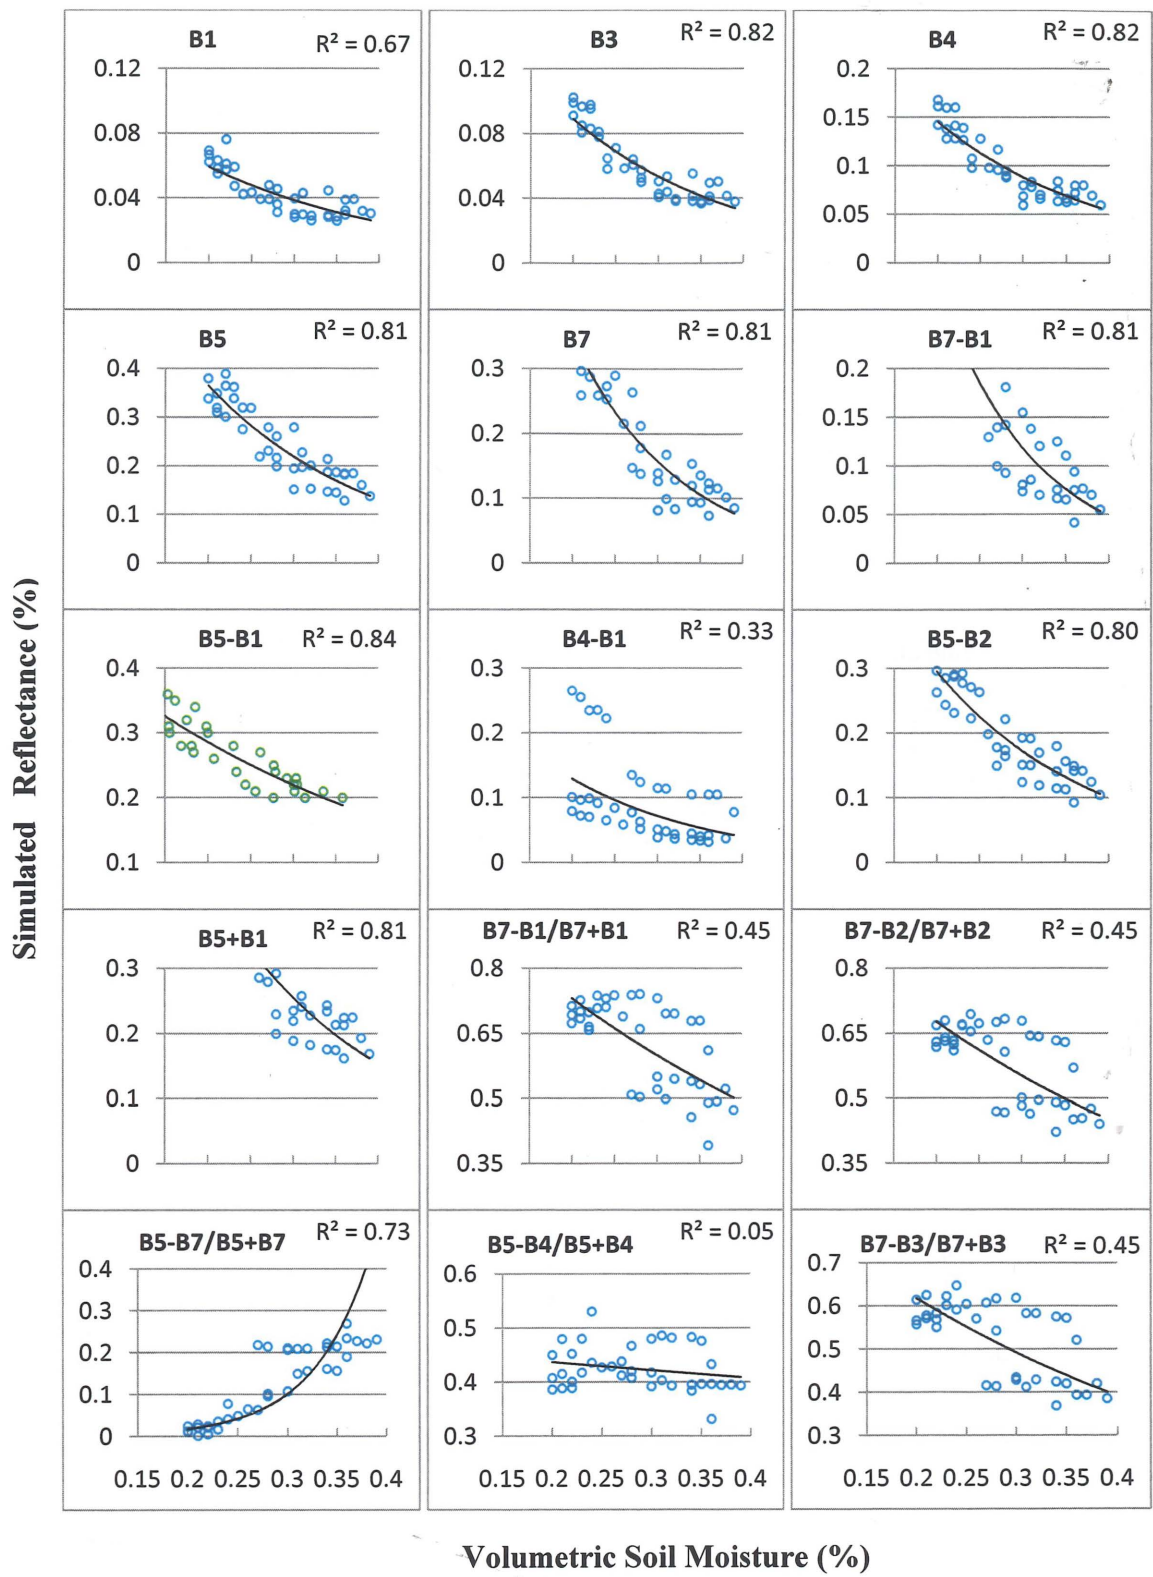 B1
R² = 0.67
0.12
0.08
0.04
0
B3
R² = 0.82
0.12
0.08
0.04
0
B4
R² = 0.82
0.2
0.15
0.1
0.05
0
B5
R² = 0.81
0.4
0.3
0.2
0.1
0
B7
R² = 0.81
0.3
0.2
0.1
0
B7-B1
R² = 0.81
0.2
0.15
0.1
0.05
0
B5-B1
R² = 0.84
0.4
0.3
0.2
0.1
B4-B1
R² = 0.33
0.3
0.2
0.1
0
B5-B2
R² = 0.80
0.3
0.2
0.1
0
B5+B1
R² = 0.81
0.3
0.2
0.1
0
B7-B1/B7+B1
R² = 0.45
0.8
0.65
0.5
0.35
B7-B2/B7+B2
R² = 0.45
0.8
0.65
0.5
0.35
B5-B7/B5+B7
R² = 0.73
0.4
0.3
0.2
0.1
0
0.15 0.2 0.25 0.3 0.35 0.4
B5-B4/B5+B4
R² = 0.05
0.6
0.5
0.4
0.3
0.15 0.2 0.25 0.3 0.35 0.4
B7-B3/B7+B3
R² = 0.45
0.7
0.6
0.5
0.4
0.3
0.15 0.2 0.25 0.3 0.35 0.4
Simulated Reflectance (%)
Volumetric Soil Moisture (%)